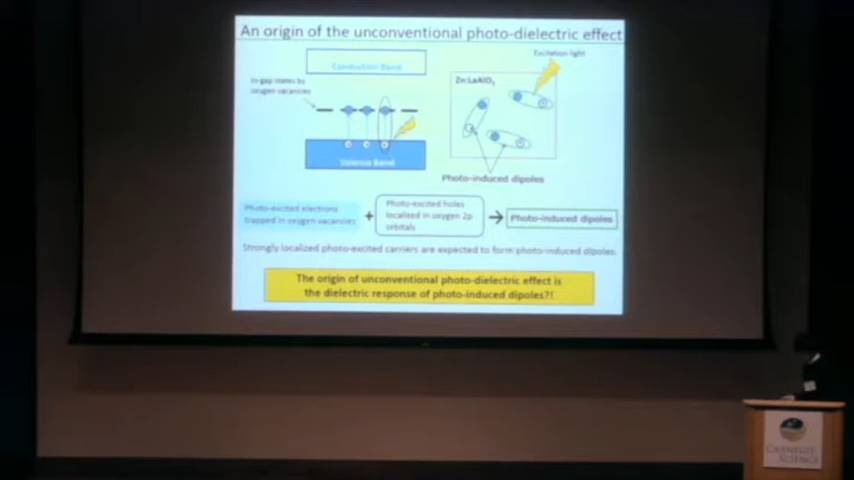 An origin of the unconventional photo-dielectric effect
Excitation light
Conduction Band
In-gap states by
oxygen vacancies
Zn:LaAlO₃
Valence Band
Photo-induced dipoles
Photo-excited electrons
trapped in oxygen vacancies
+
Photo-excited holes
localized in oxygen 2p
orbitals
→
Photo-induced dipoles
Strongly localized photo-excited carriers are expected to form photo-induced dipoles.
The origin of unconventional photo-dielectric effect is
the dielectric response of photo-induced dipoles?!
CARNEGIE
SCIENCE